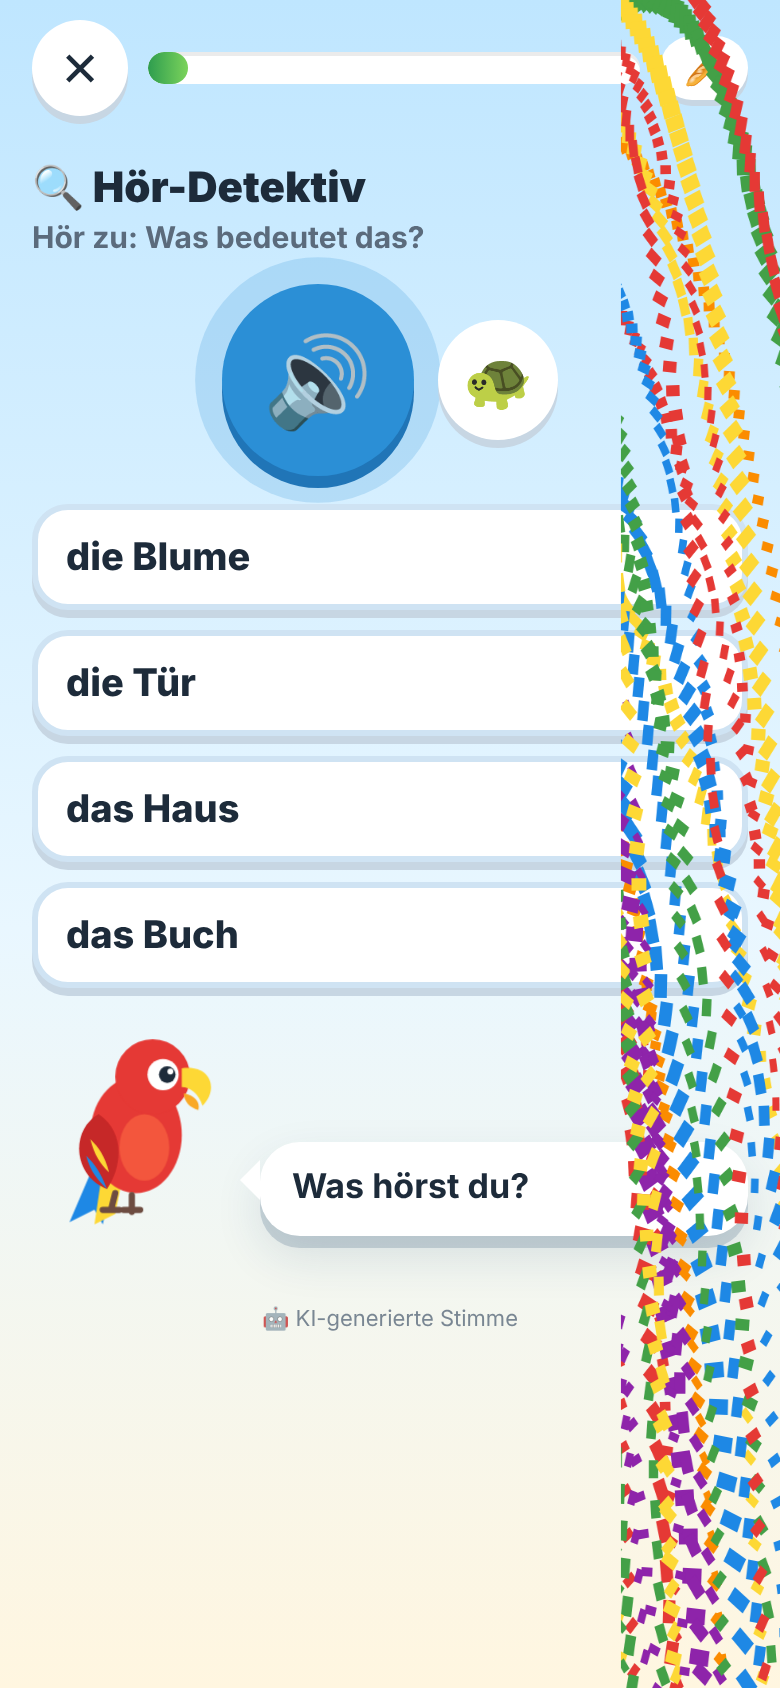 Hör-Detektiv
Hör zu: Was bedeutet das?
die Blume
die Tür
das Haus
das Buch
Was hörst du?
KI-generierte Stimme